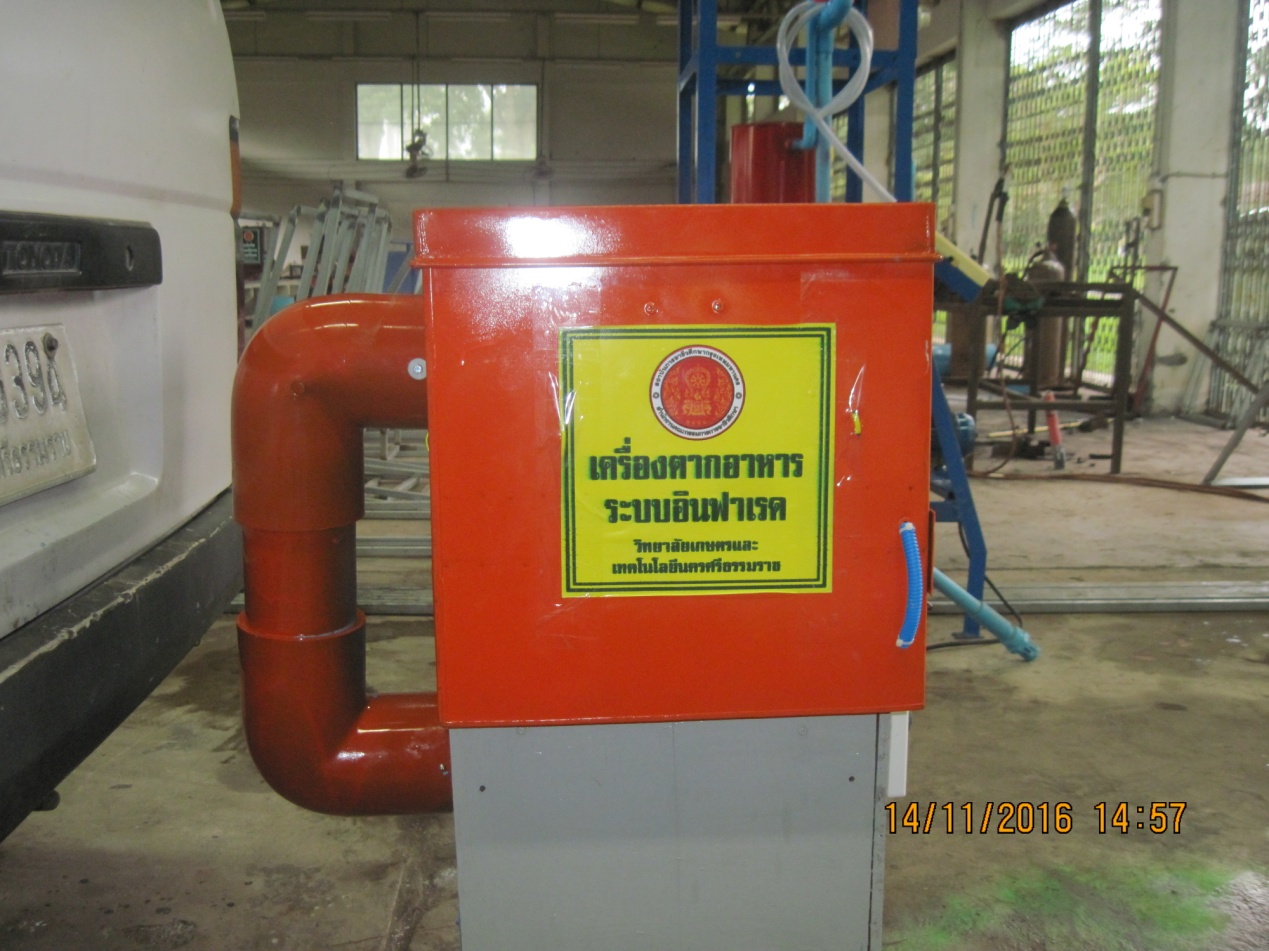 TOYOTA
เครื่องตากอาหาร
ระบบอินฟาเรด
วิทยาลัยเกษตรและ
เทคโนโลยีนครศรีธรรมราช
14/11/2016 14:57